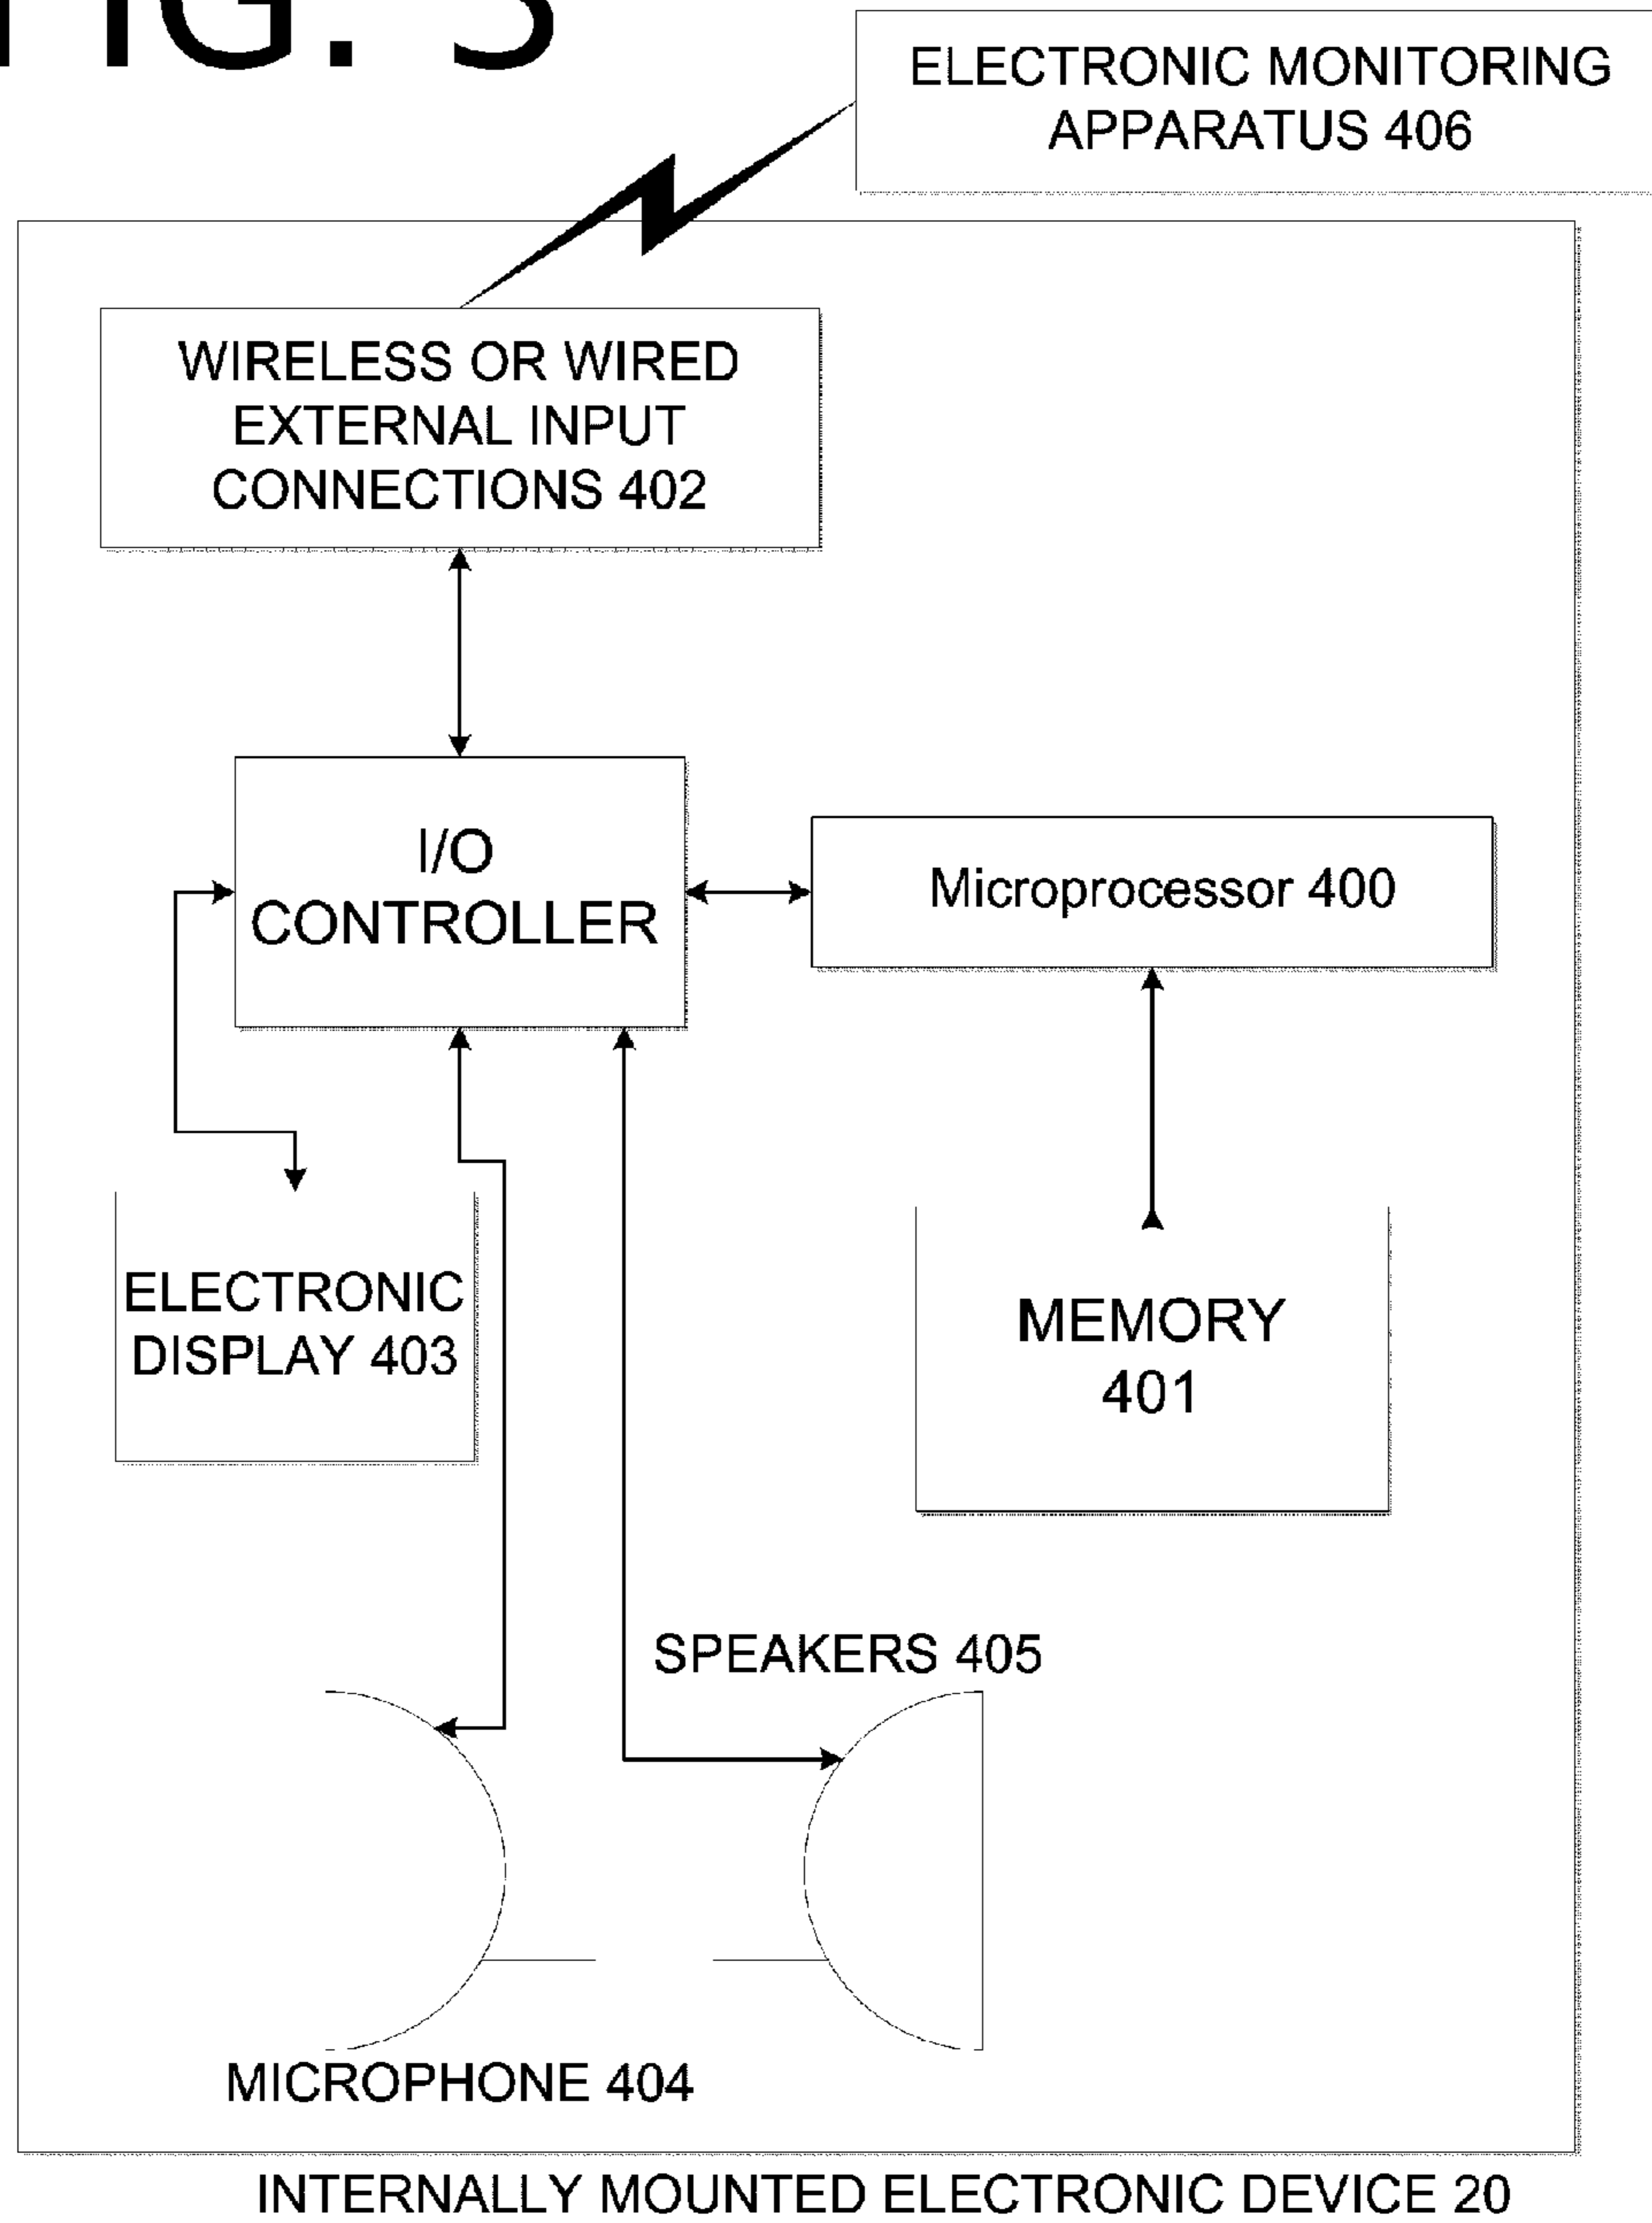 FIG.
ELECTRONIC MONITORING
APPARATUS 406
WIRELESS OR WIRED
EXTERNAL INPUT
CONNECTIONS 402
I/O
CONTROLLER
Microprocessor 400
ELECTRONIC
DISPLAY 403
MEMORY
401
SPEAKERS 405
MICROPHONE 404
INTERNALLY MOUNTED ELECTRONIC DEVICE 20